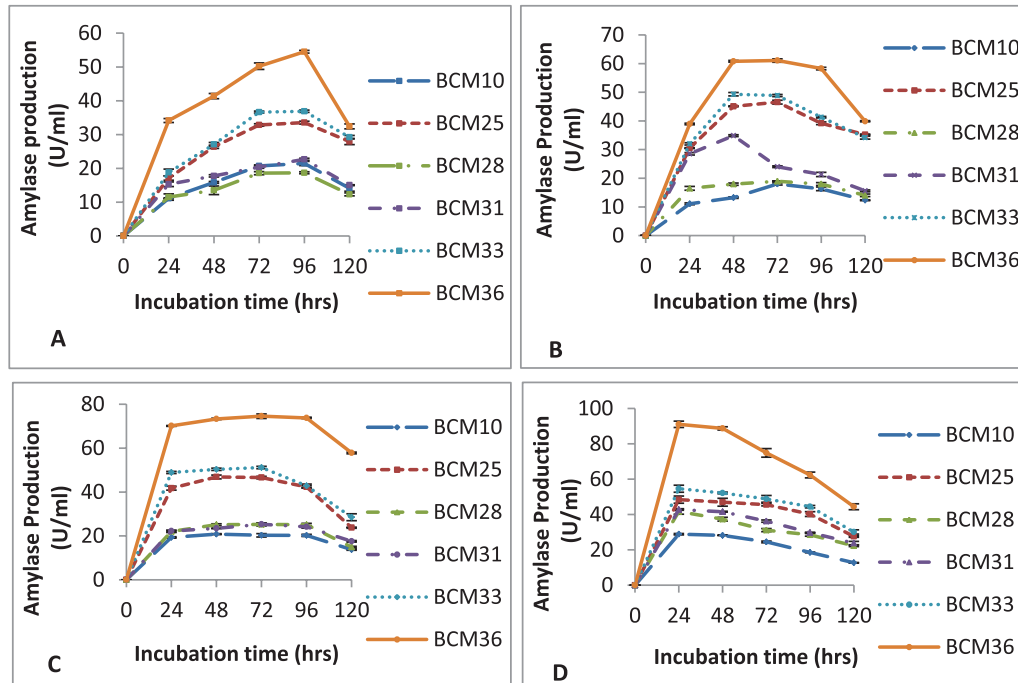 60
50
40
30
20
10
0
0 24 48 72 96 120
Amylase production
(U/ml)
Incubation time (hrs)
BCM10
BCM25
BCM28
BCM31
BCM33
BCM36
A
70
60
50
40
30
20
10
0
0 24 48 72 96 120
Amylase Production
(U/ml)
Incubation time (hrs)
BCM10
BCM25
BCM28
BCM31
BCM33
BCM36
B
80
60
40
20
0
0 24 48 72 96 120
Amylase Production
(U/ml)
Incubation time (hrs)
BCM10
BCM25
BCM28
BCM31
BCM33
BCM36
C
100
80
60
40
20
0
0 24 48 72 96 120
Amylase Production
(U/ml)
Incubation time (hrs)
BCM10
BCM25
BCM28
BCM31
BCM33
BCM36
D